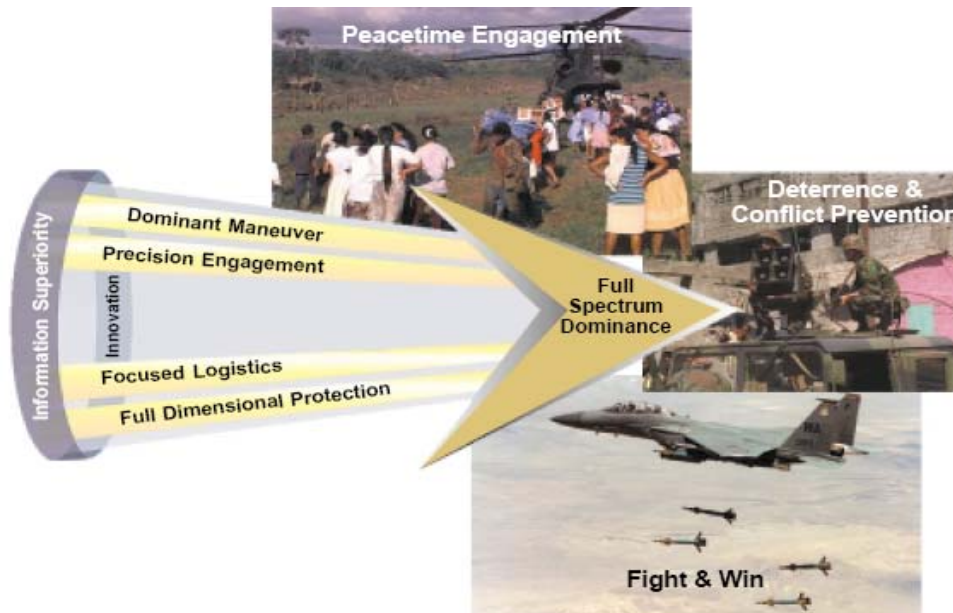 Peacetime Engagement
Deterrence &
Conflict Prevention
Information Superiority
Innovation
Dominant Maneuver
Precision Engagement
Focused Logistics
Full Dimensional Protection
Full
Spectrum
Dominance
Fight & Win